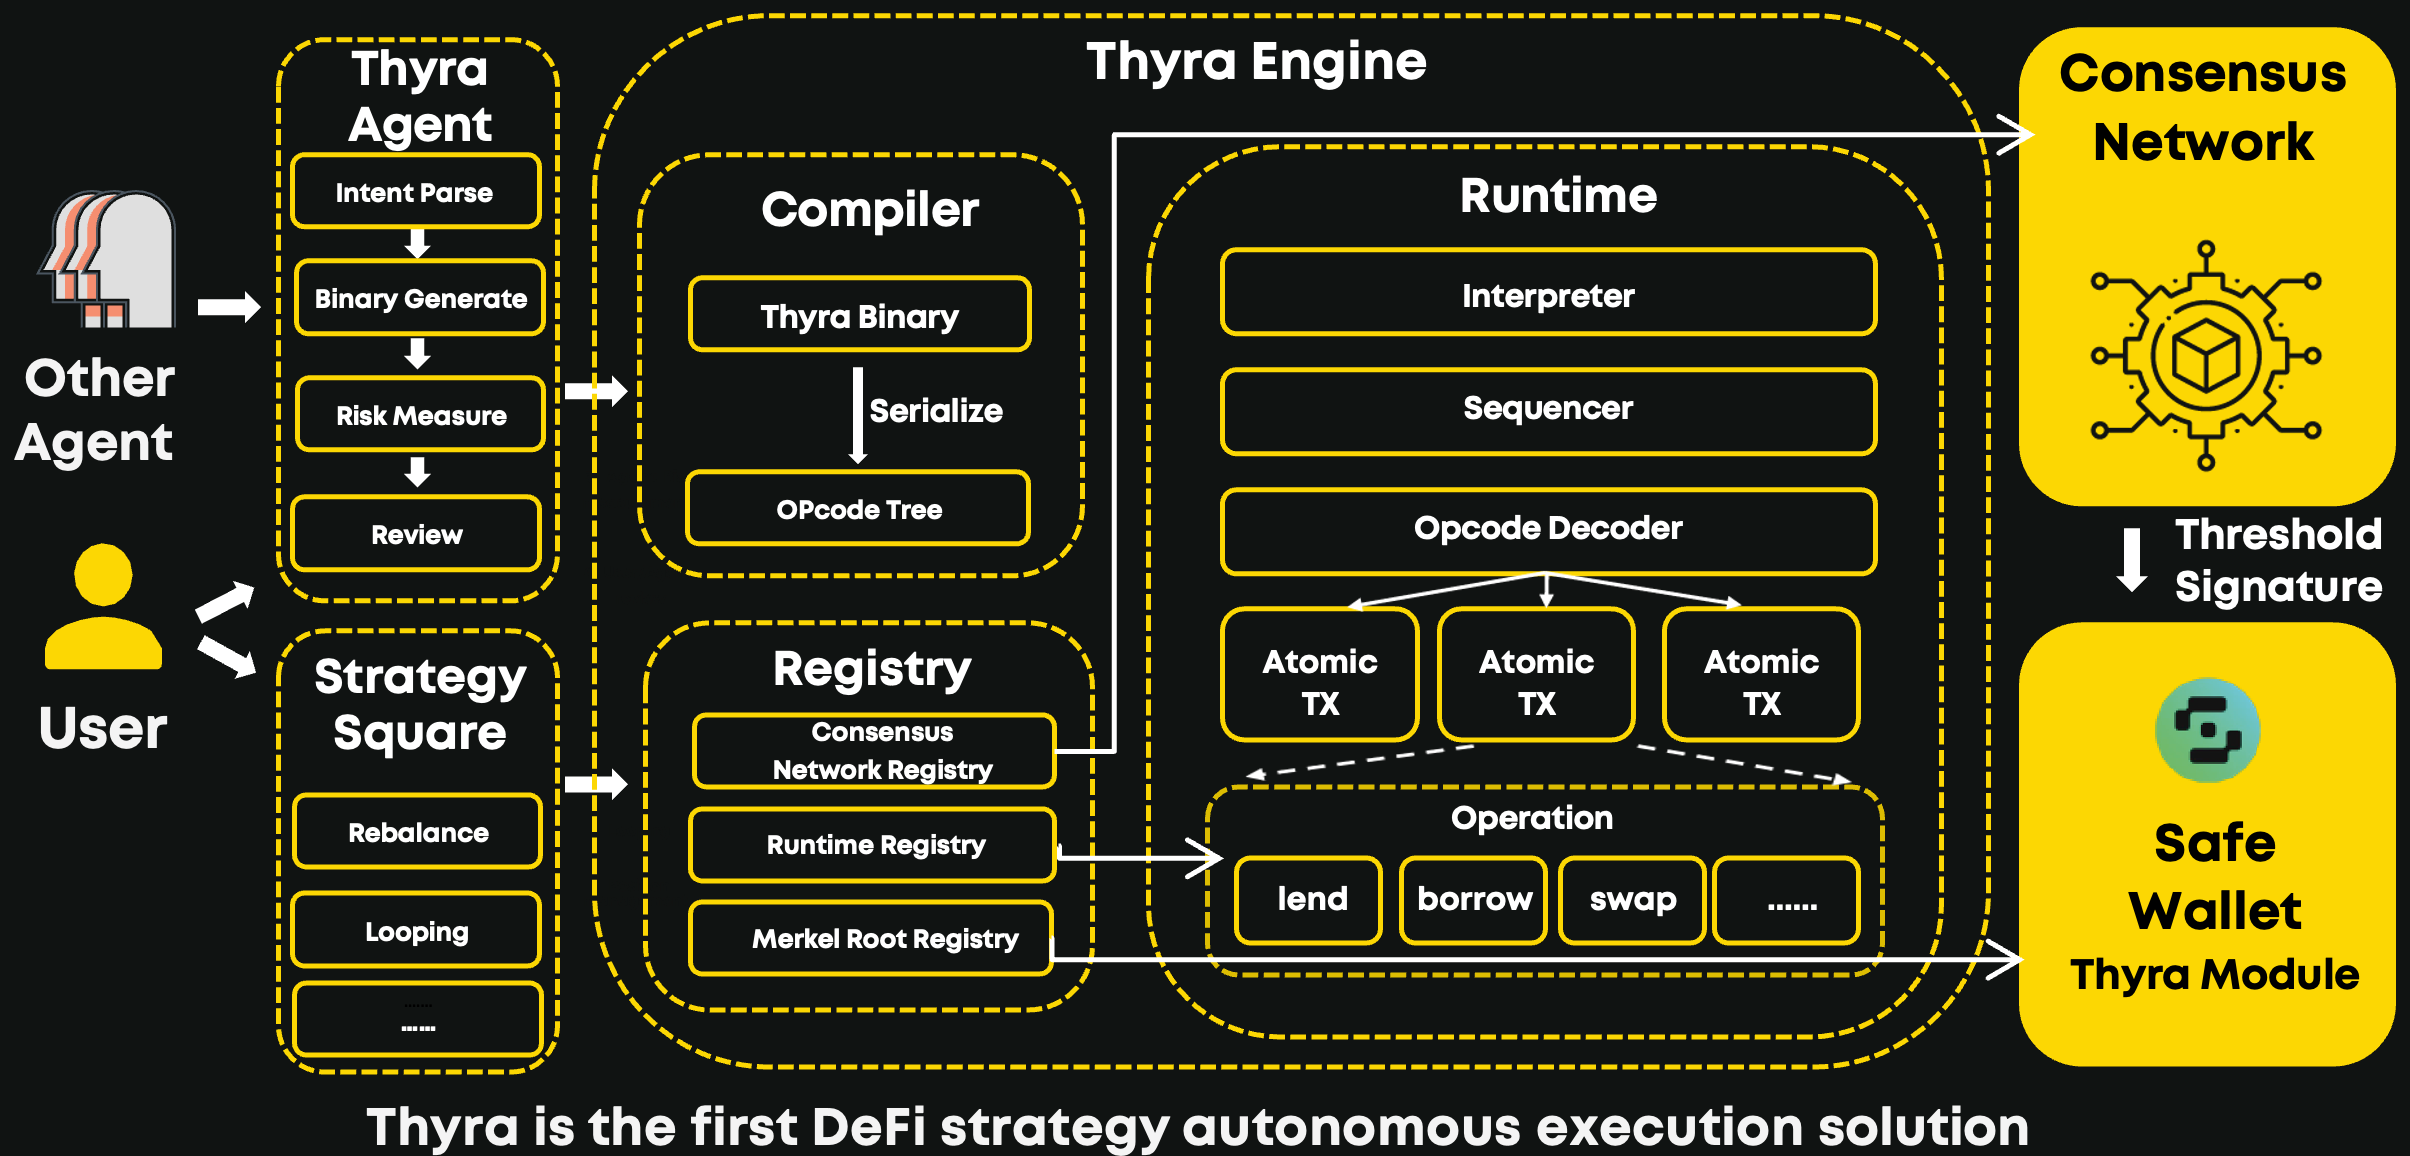 Thyra Engine
Thyra
Agent
Intent Parse
Binary Generate
Risk Measure
Review
Other
Agent
User
Strategy
Square
Rebalance
Looping
.......
......
Compiler
Thyra Binary
Serialize
OPcode Tree
Registry
Consensus
Network Registry
Runtime Registry
Merkel Root Registry
Runtime
Interpreter
Sequencer
Opcode Decoder
Atomic
TX
Atomic
TX
Atomic
TX
Operation
lend
borrow
swap
......
Consensus
Network
Threshold
Signature
Safe
Wallet
Thyra Module
Thyra is the first DeFi strategy autonomous execution solution